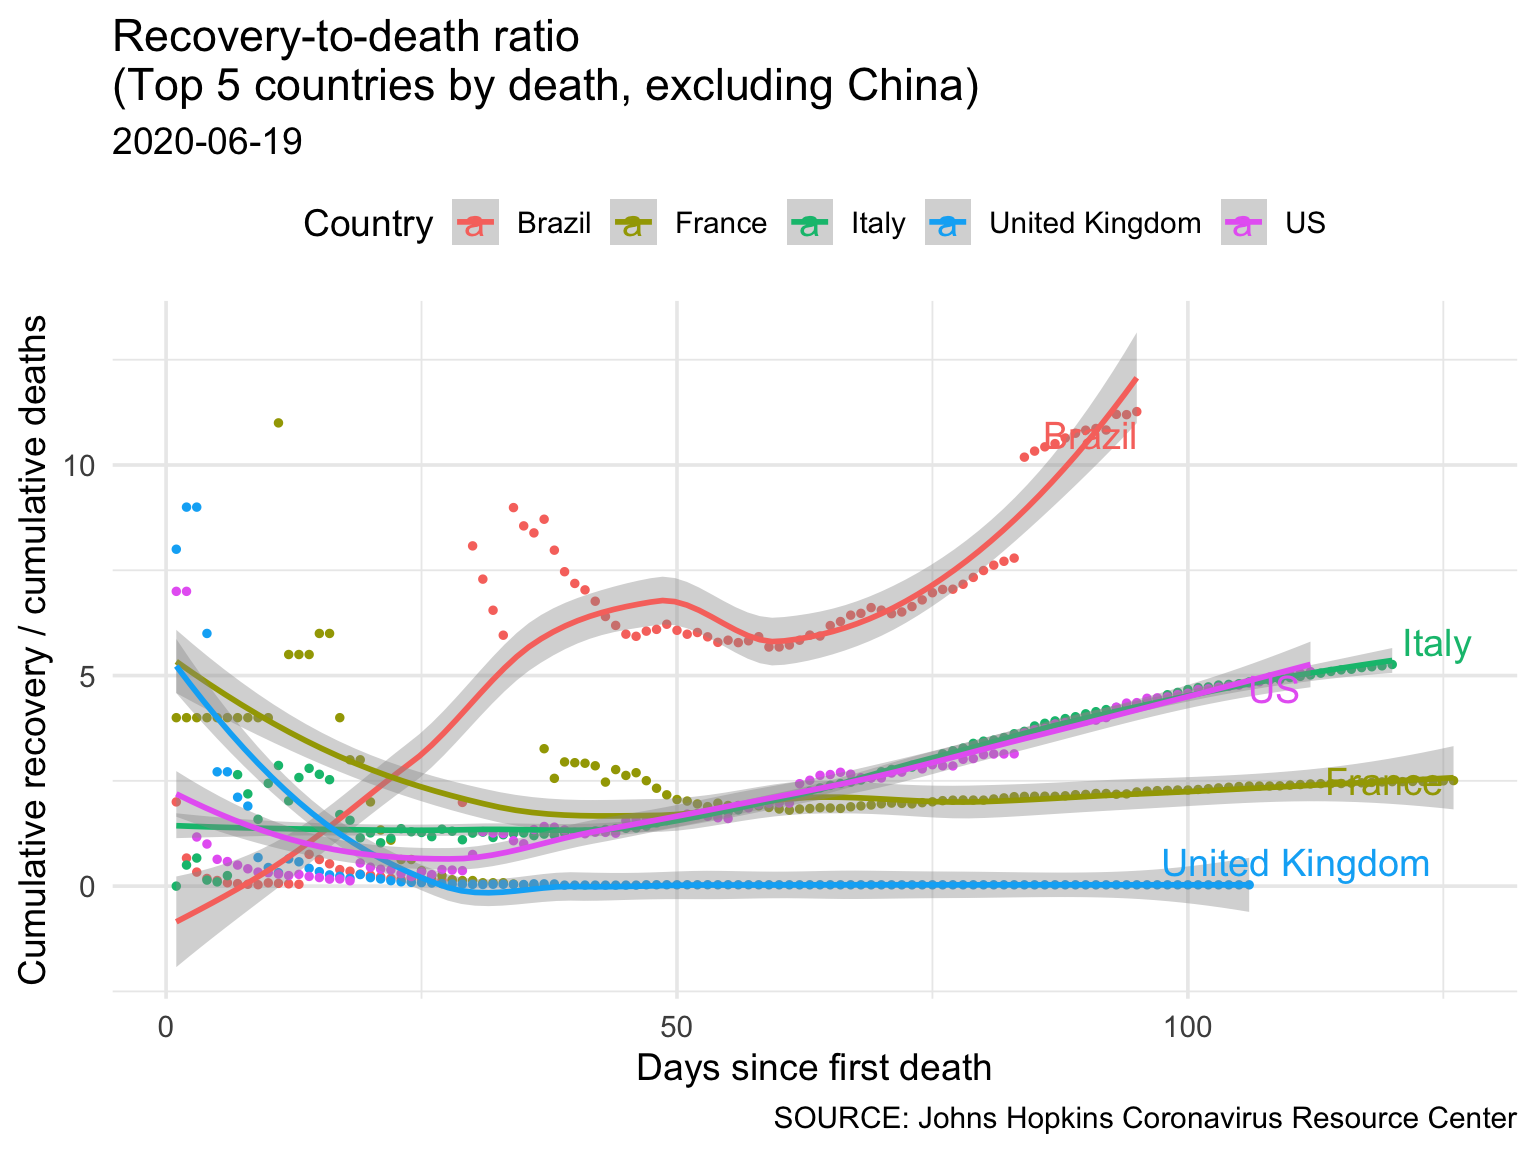 Recovery-to-death ratio
(Top 5 countries by death, excluding China)
2020-06-19
Country a Brazil a France a Italy a United Kingdom a US
Cumulative recovery / cumulative deaths
10
5
0
Brazil
Italy
US
France
United Kingdom
0 50 100
Days since first death
SOURCE: Johns Hopkins Coronavirus Resource Center